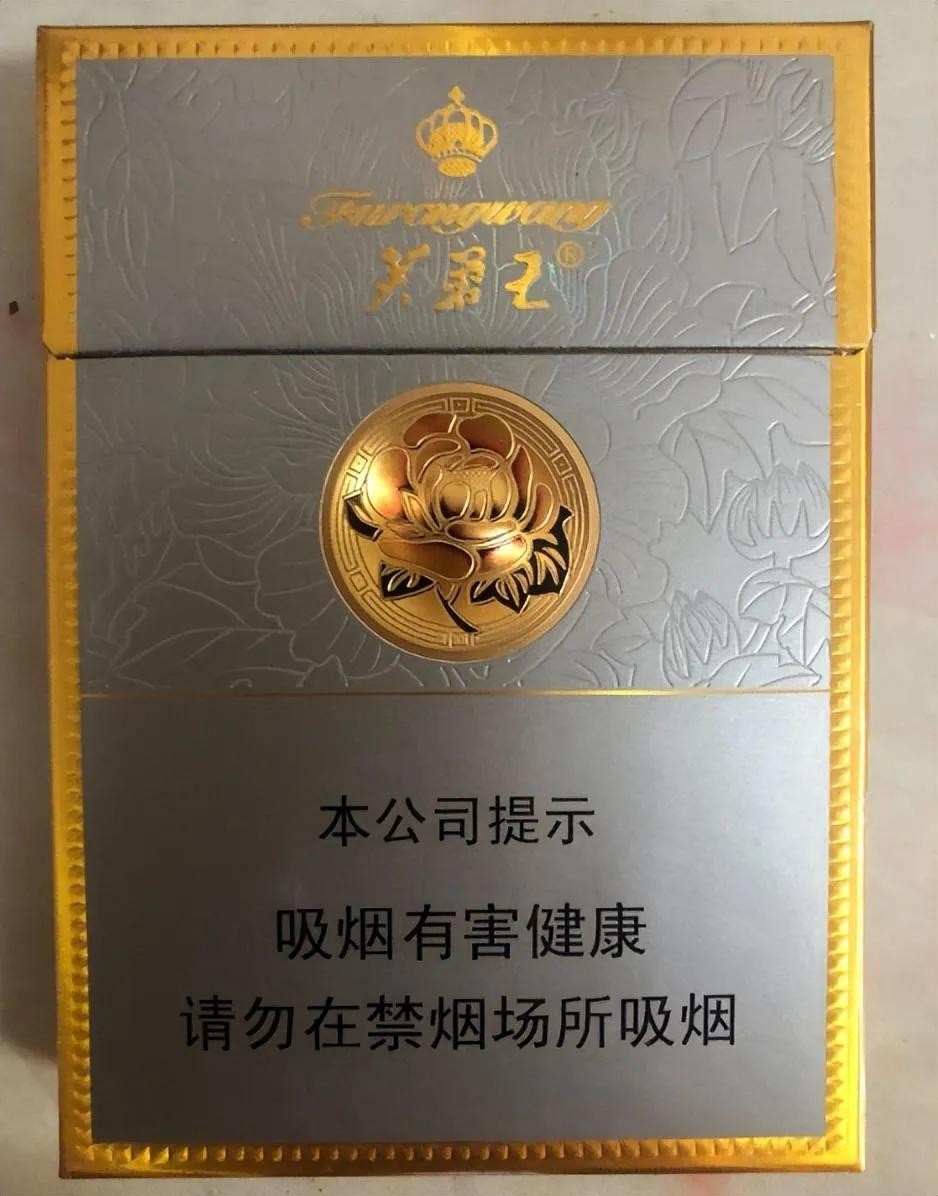 Furongwang
芙蓉王®
本公司提示
吸烟有害健康
请勿在禁烟场所吸烟